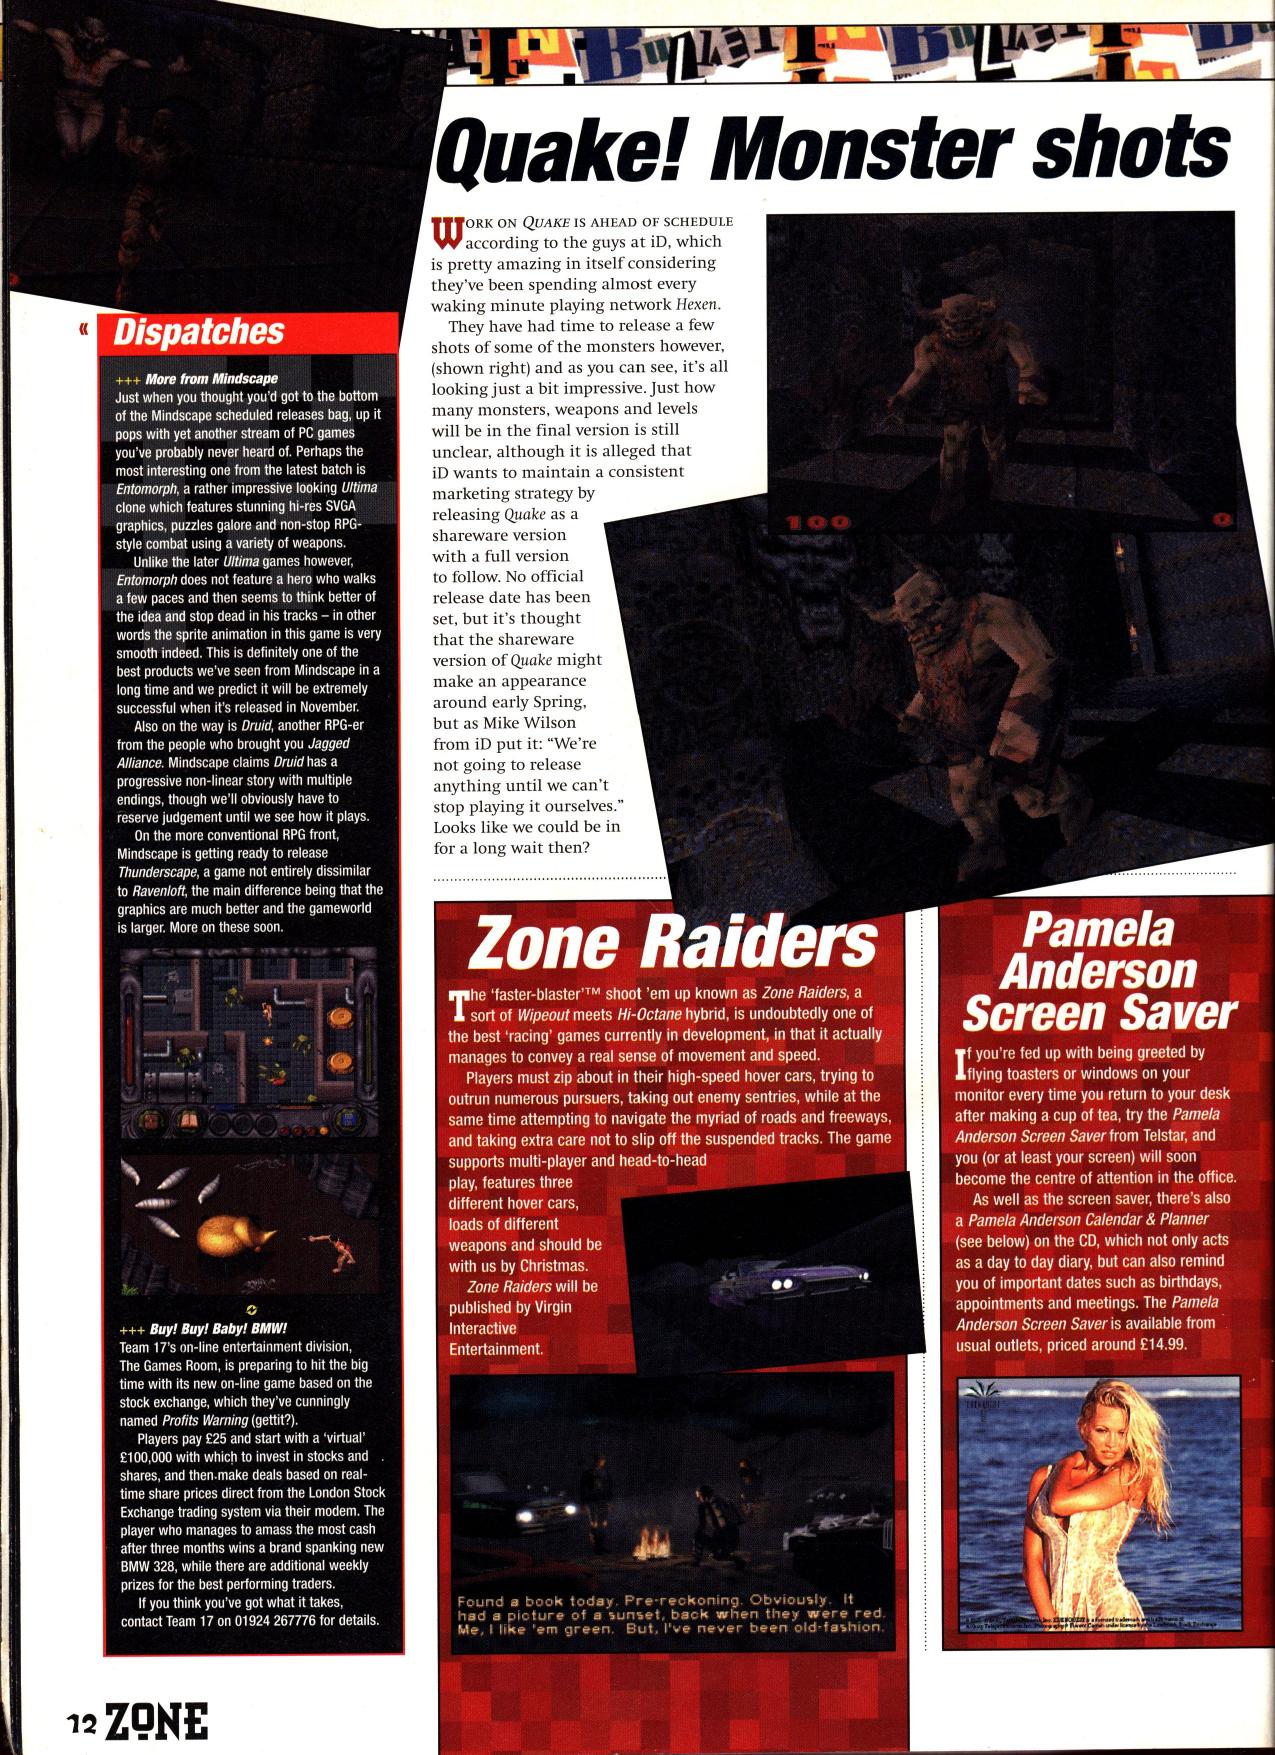 BULLETIN BULLETIN B
Quake! Monster shots
WORK ON QUAKE IS AHEAD OF SCHEDULE
according to the guys at iD, which
is pretty amazing in itself considering
they've been spending almost every
waking minute playing network Hexen.
They have had time to release a few
shots of some of the monsters however,
(shown right) and as you can see, it's all
looking just a bit impressive. Just how
many monsters, weapons and levels
will be in the final version is still
unclear, although it is alleged that
iD wants to maintain a consistent
marketing strategy by
releasing Quake as a
shareware version
with a full version
to follow. No official
release date has been
set, but it's thought
that the shareware
version of Quake might
make an appearance
around early Spring,
but as Mike Wilson
from iD put it: “We're
not going to release
anything until we can't
stop playing it ourselves.”
Looks like we could be in
for a long wait then?
100
0
« Dispatches
+++ More from Mindscape
Just when you thought you'd got to the bottom
of the Mindscape scheduled releases bag, up it
pops with yet another stream of PC games
you've probably never heard of. Perhaps the
most interesting one from the latest batch is
Entomorph, a rather impressive looking Ultima
clone which features stunning hi-res SVGA
graphics, puzzles galore and non-stop RPG-
style combat using a variety of weapons.
Unlike the later Ultima games however,
Entomorph does not feature a hero who walks
a few paces and then seems to think better of
the idea and stop dead in his tracks – in other
words the sprite animation in this game is very
smooth indeed. This is definitely one of the
best products we've seen from Mindscape in a
long time and we predict it will be extremely
successful when it's released in November.
Also on the way is Druid, another RPG-er
from the people who brought you Jagged
Alliance. Mindscape claims Druid has a
progressive non-linear story with multiple
endings, though we'll obviously have to
reserve judgement until we see how it plays.
On the more conventional RPG front,
Mindscape is getting ready to release
Thunderscape, a game not entirely dissimilar
to Ravenloft, the main difference being that the
graphics are much better and the gameworld
is larger. More on these soon.
+++ Buy! Buy! Baby! BMW!
Team 17's on-line entertainment division,
The Games Room, is preparing to hit the big
time with its new on-line game based on the
stock exchange, which they've cunningly
named Profits Warning (gettit?).
Players pay £25 and start with a 'virtual'
£100,000 with which to invest in stocks and
shares, and then make deals based on real-
time share prices direct from the London Stock
Exchange trading system via their modem. The
player who manages to amass the most cash
after three months wins a brand spanking new
BMW 328, while there are additional weekly
prizes for the best performing traders.
If you think you've got what it takes,
contact Team 17 on 01924 267776 for details.
Zone Raiders
The 'faster-blaster'™ shoot 'em up known as Zone Raiders, a
sort of Wipeout meets Hi-Octane hybrid, is undoubtedly one of
the best 'racing' games currently in development, in that it actually
manages to convey a real sense of movement and speed.
Players must zip about in their high-speed hover cars, trying to
outrun numerous pursuers, taking out enemy sentries, while at the
same time attempting to navigate the myriad of roads and freeways,
and taking extra care not to slip off the suspended tracks. The game
supports multi-player and head-to-head
play, features three
different hover cars,
loads of different
weapons and should be
with us by Christmas.
Zone Raiders will be
published by Virgin
Interactive
Entertainment.
Found a book today. Pre-reckoning. Obviously. It
had a picture of a sunset, back when they were red.
Me, I like 'em green. But, I've never been old-fashion.
Pamela
Anderson
Screen Saver
If you're fed up with being greeted by
flying toasters or windows on your
monitor every time you return to your desk
after making a cup of tea, try the Pamela
Anderson Screen Saver from Telstar, and
you (or at least your screen) will soon
become the centre of attention in the office.
As well as the screen saver, there's also
a Pamela Anderson Calendar & Planner
(see below) on the CD, which not only acts
as a day to day diary, but can also remind
you of important dates such as birthdays,
appointments and meetings. The Pamela
Anderson Screen Saver is available from
usual outlets, priced around £14.99.
12 ZONE